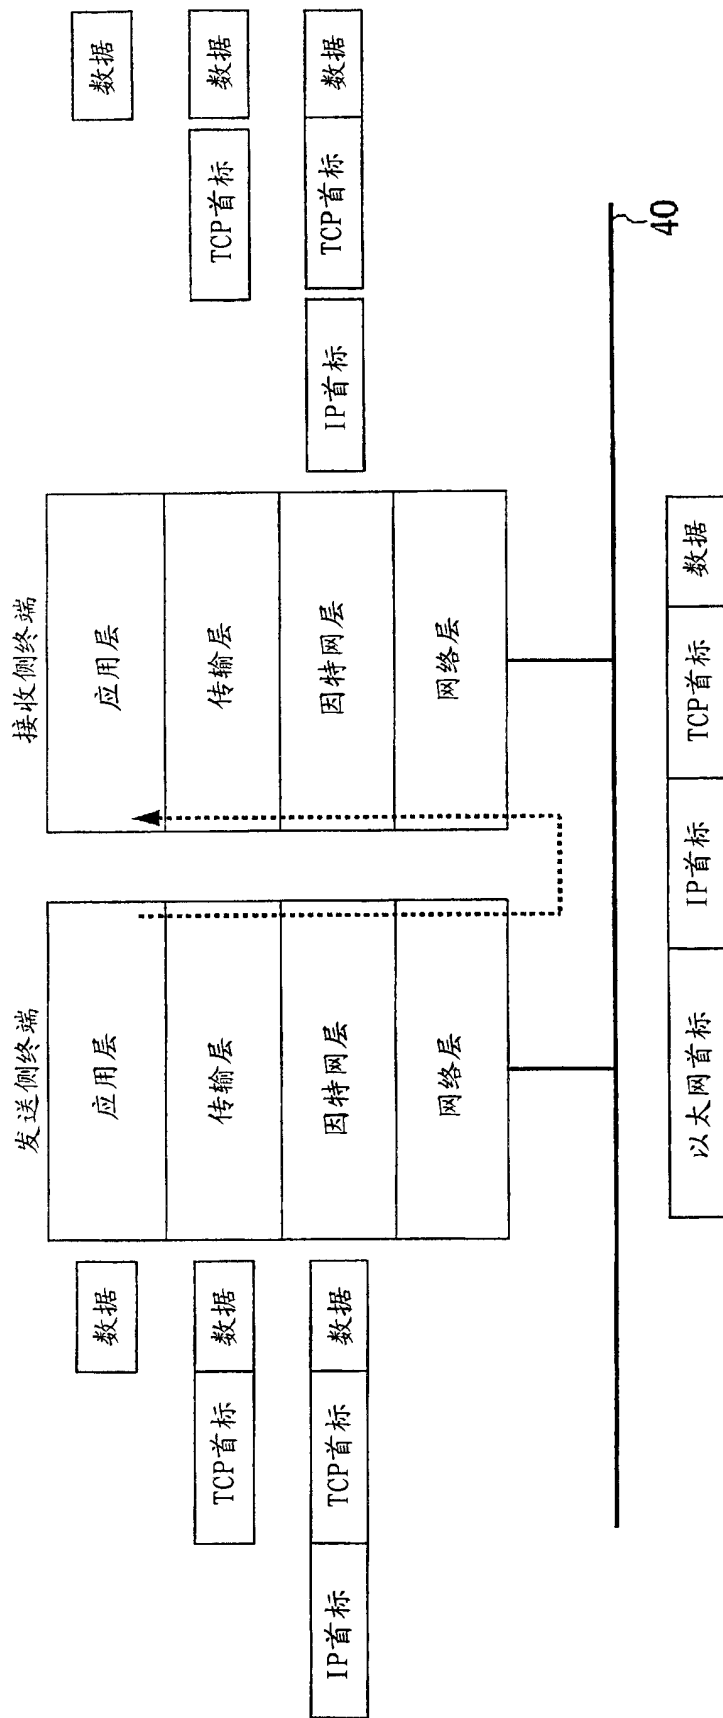 发送侧终端
接收侧终端
数据
应用层
应用层
数据
TCP首标
数据
传输层
传输层
TCP首标
数据
IP首标
TCP首标
数据
因特网层
因特网层
IP首标
TCP首标
数据
网络层
网络层
40
以太网首标
IP首标
TCP首标
数据